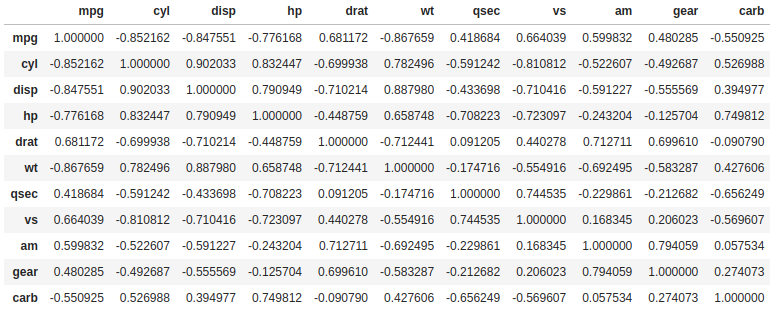 mpg cyl disp hp drat wt qsec vs am gear carb
mpg 1.000000 -0.852162 -0.847551 -0.776168 0.681172 -0.867659 0.418684 0.664039 0.599832 0.480285 -0.550925
cyl -0.852162 1.000000 0.902033 0.832447 -0.699938 0.782496 -0.591242 -0.810812 -0.522607 -0.492687 0.526988
disp -0.847551 0.902033 1.000000 0.790949 -0.710214 0.887980 -0.433698 -0.710416 -0.591227 -0.555569 0.394977
hp -0.776168 0.832447 0.790949 1.000000 -0.448759 0.658748 -0.708223 -0.723097 -0.243204 -0.125704 0.749812
drat 0.681172 -0.699938 -0.710214 -0.448759 1.000000 -0.712441 0.091205 0.440278 0.712711 0.699610 -0.090790
wt -0.867659 0.782496 0.887980 0.658748 -0.712441 1.000000 -0.174716 -0.554916 -0.692495 -0.583287 0.427606
qsec 0.418684 -0.591242 -0.433698 -0.708223 0.091205 -0.174716 1.000000 0.744535 -0.229861 -0.212682 -0.656249
vs 0.664039 -0.810812 -0.710416 -0.723097 0.440278 -0.554916 0.744535 1.000000 0.168345 0.206023 -0.569607
am 0.599832 -0.522607 -0.591227 -0.243204 0.712711 -0.692495 -0.229861 0.168345 1.000000 0.794059 0.057534
gear 0.480285 -0.492687 -0.555569 -0.125704 0.699610 -0.583287 -0.212682 0.206023 0.794059 1.000000 0.274073
carb -0.550925 0.526988 0.394977 0.749812 -0.090790 0.427606 -0.656249 -0.569607 0.057534 0.274073 1.000000